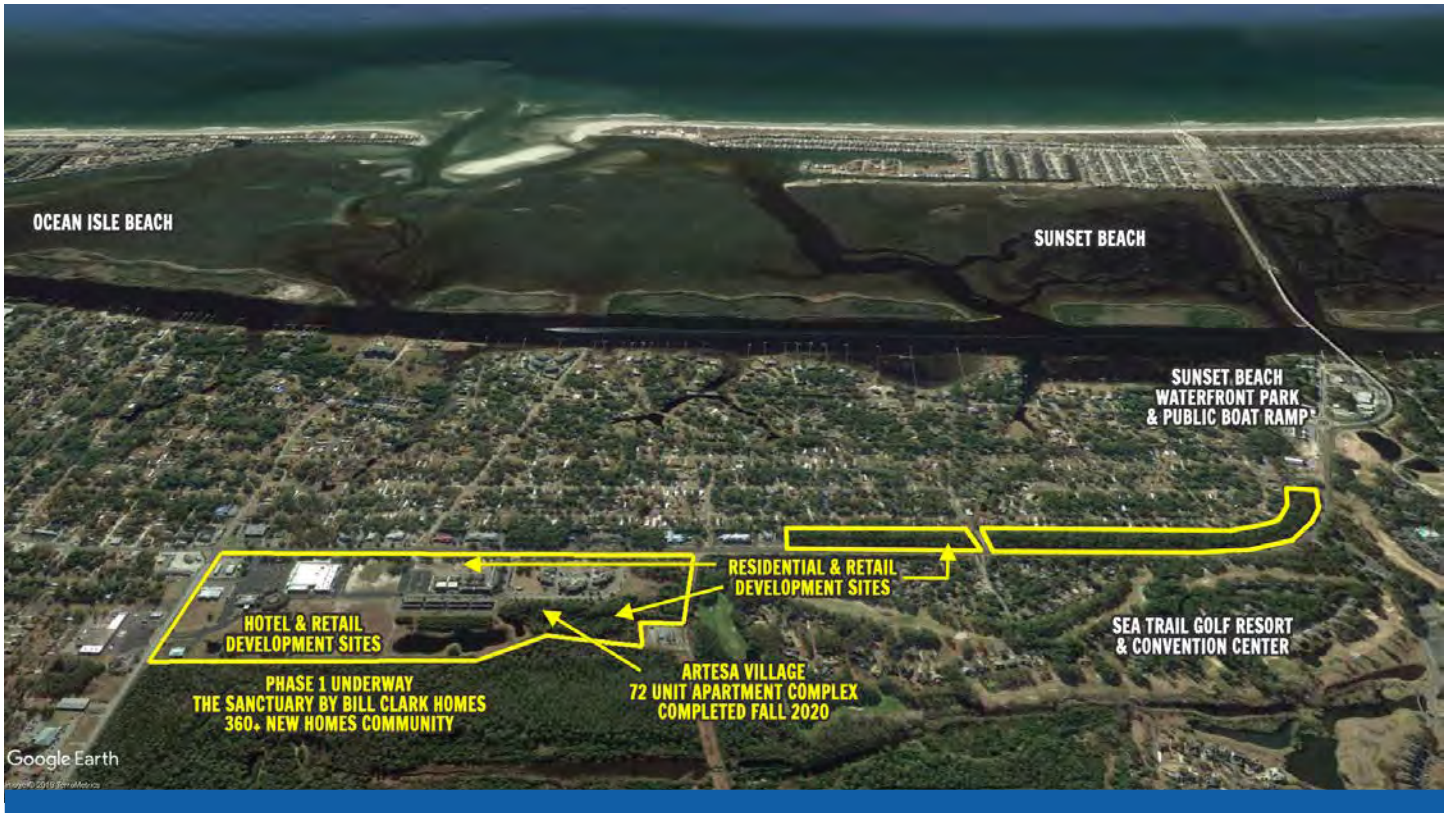 OCEAN ISLE BEACH
SUNSET BEACH
SUNSET BEACH
WATERFRONT PARK
& PUBLIC BOAT RAMP
RESIDENTIAL & RETAIL
DEVELOPMENT SITES
HOTEL & RETAIL
DEVELOPMENT SITES
SEA TRAIL GOLF RESORT
& CONVENTION CENTER
PHASE 1 UNDERWAY
THE SANCTUARY BY BILL CLARK HOMES
360+ NEW HOMES COMMUNITY
ARTESA VILLAGE
72 UNIT APARTMENT COMPLEX
COMPLETED FALL 2020
Google Earth
© 2019 TerraMetrics